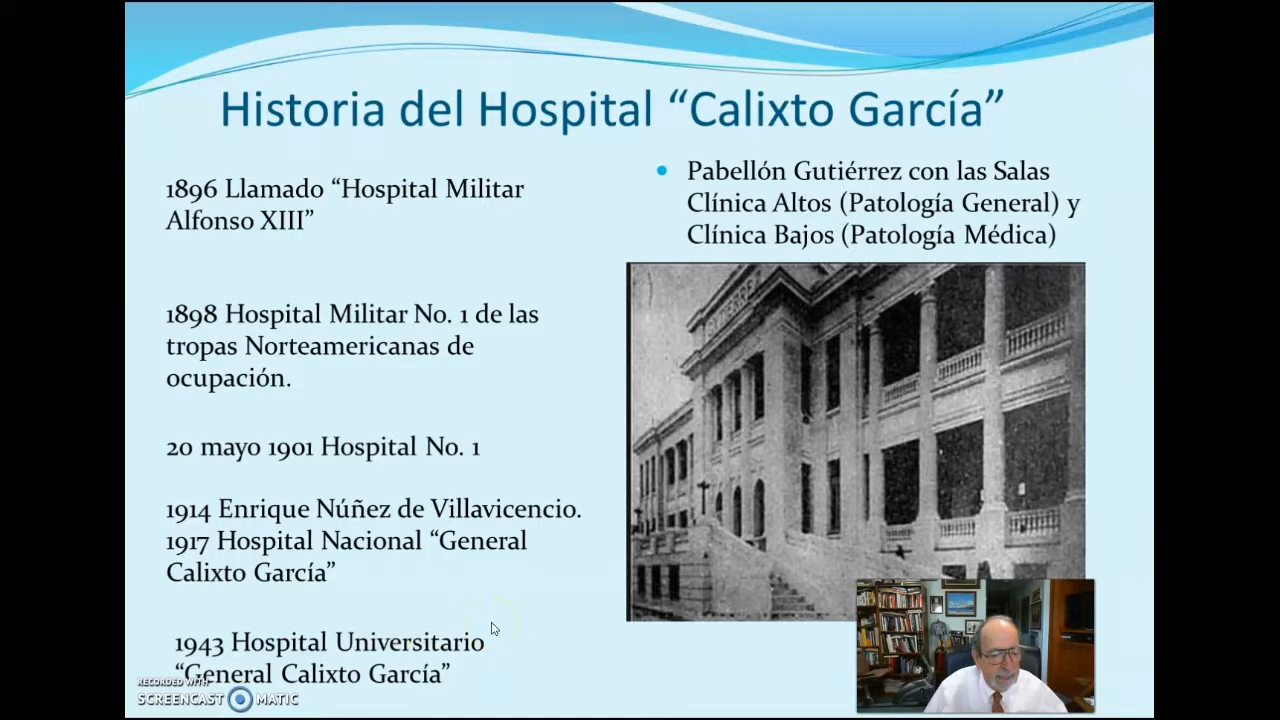 Historia del Hospital “Calixto García”
1896 Llamado “Hospital Militar
Alfonso XIII”
1898 Hospital Militar No. 1 de las
tropas Norteamericanas de
ocupación.
20 mayo 1901 Hospital No. 1
1914 Enrique Núñez de Villavicencio.
1917 Hospital Nacional “General
Calixto García”
1943 Hospital Universitario
“General Calixto García”
Pabellón Gutiérrez con las Salas
Clínica Altos (Patología General) y
Clínica Bajos (Patología Médica)
GUTIERREZ
RECORDED WITH
SCREENCAST MATIC